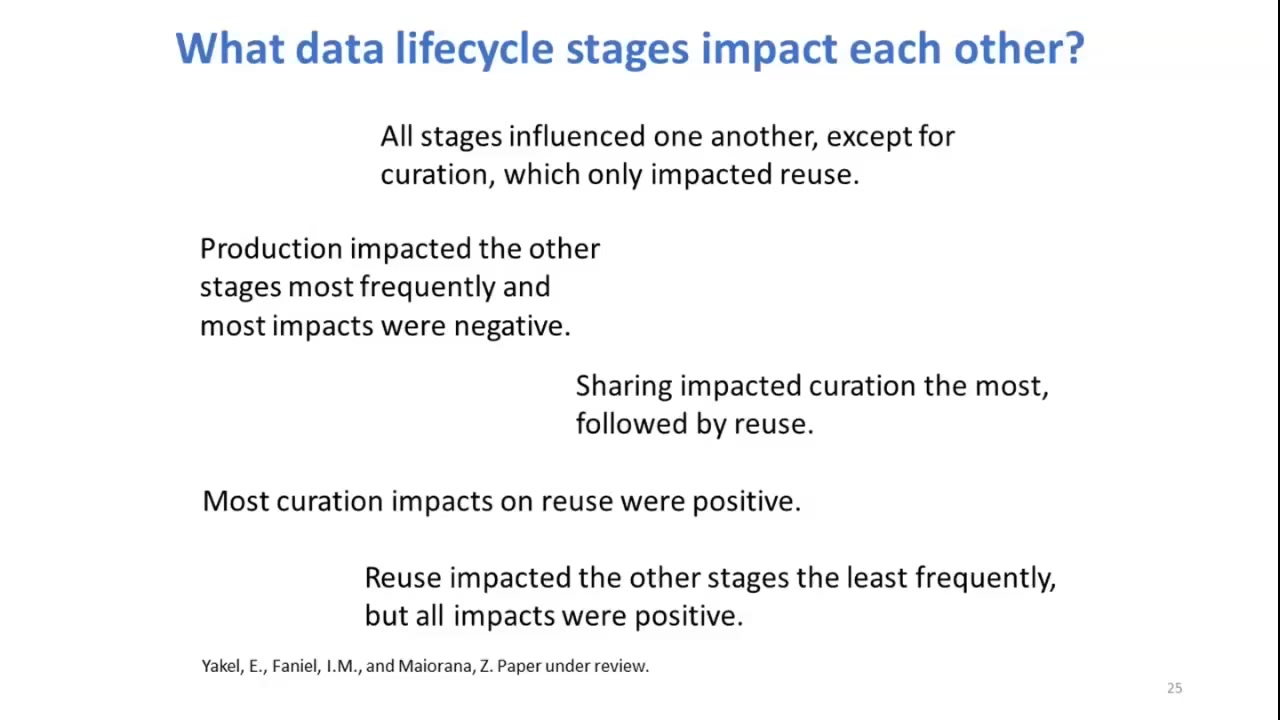 What data lifecycle stages impact each other?
All stages influenced one another, except for
curation, which only impacted reuse.
Production impacted the other
stages most frequently and
most impacts were negative.
Sharing impacted curation the most,
followed by reuse.
Most curation impacts on reuse were positive.
Reuse impacted the other stages the least frequently,
but all impacts were positive.
Yakel, E., Faniel, I.M., and Maiorana, Z. Paper under review.
25